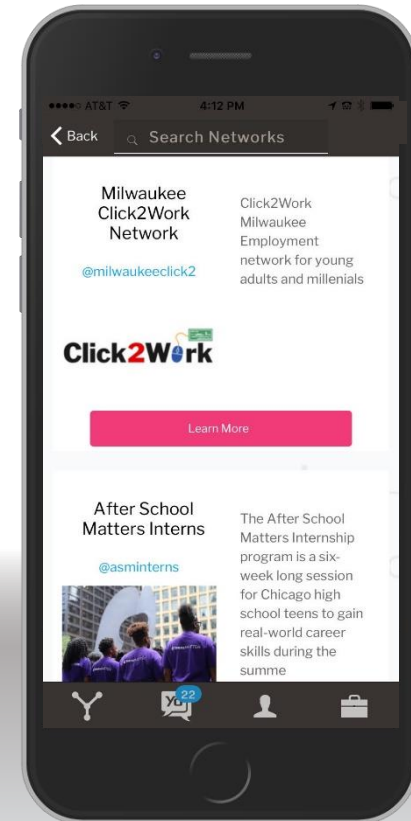 AT&T 4:12 PM
Back Search Networks
Milwaukee
Click2Work
Network
@milwaukeeclick2
Click2Work
Milwaukee
Employment
network for young
adults and millenials
Click2Work
Learn More
After School
Matters Interns
@asminterns
The After School
Matters Internship
program is a six-
week long session
for Chicago high
school teens to gain
real-world career
skills during the
summe
22